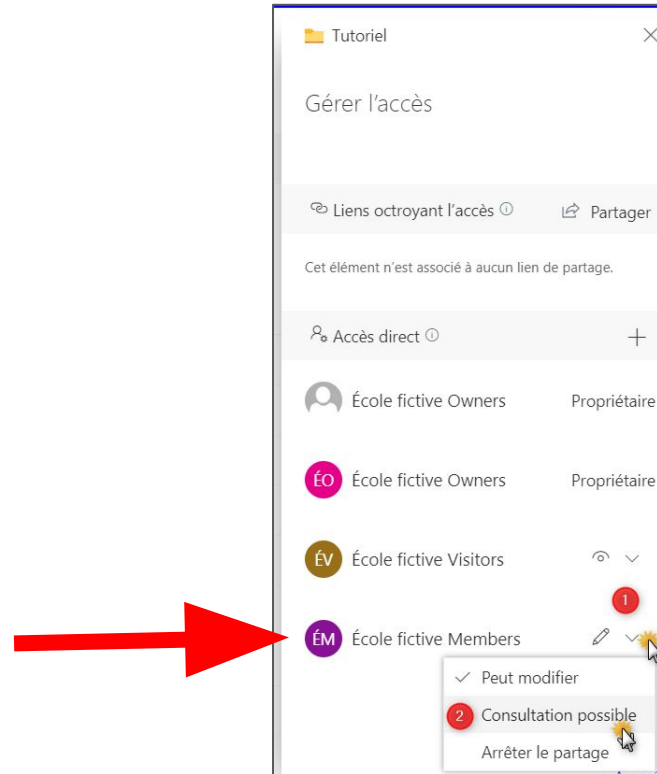 Tutoriel
Gérer l'accès
Liens octroyant l'accès
Partager
Cet élément n'est associé à aucun lien de partage.
Accès direct
École fictive Owners
Propriétaire
ÉO
École fictive Owners
Propriétaire
ÉV
École fictive Visitors
1
ÉM
École fictive Members
Peut modifier
2
Consultation possible
Arrêter le partage